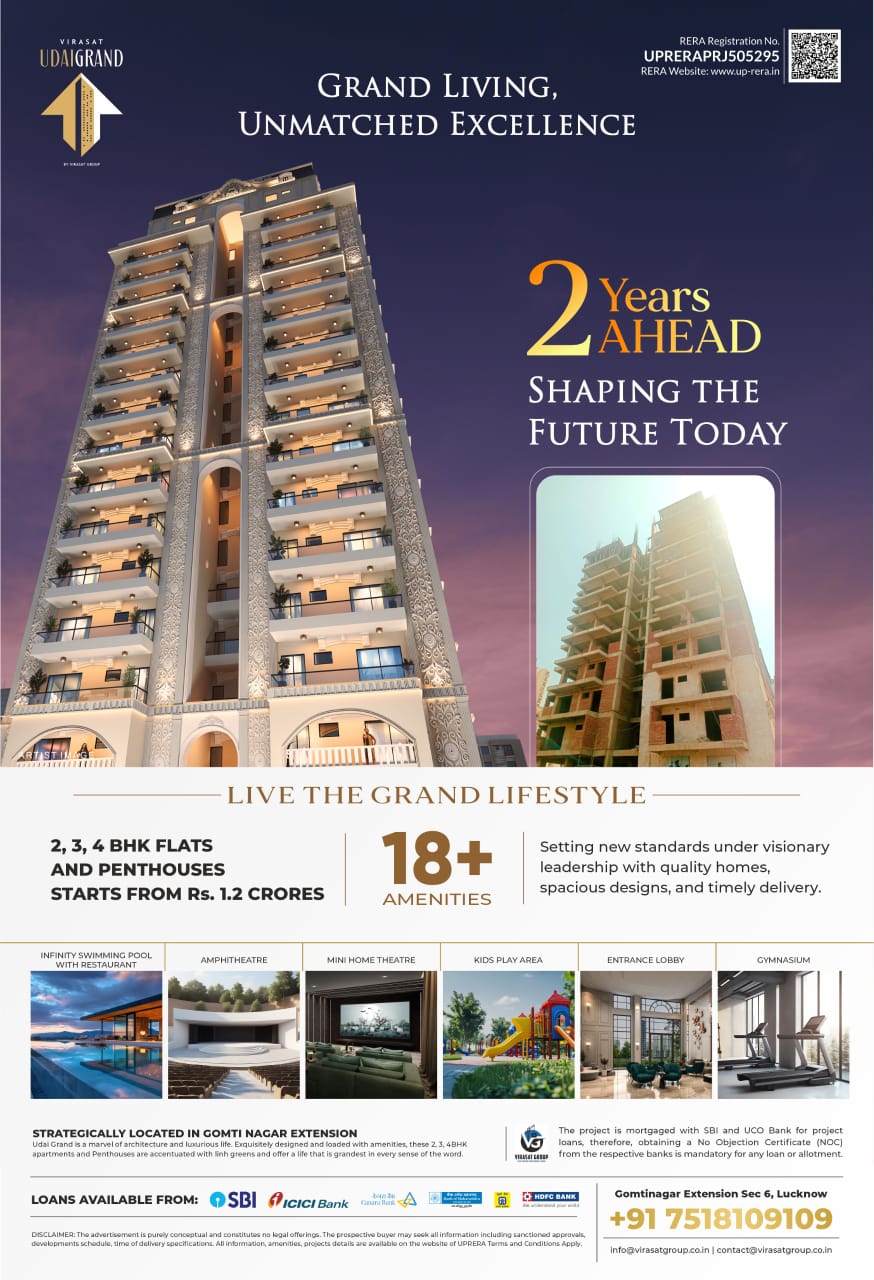 VIRASAT
UDAIGRAND
BY VIRASAT GROUP
RERA Registration No.
UPRERAPRJ505295
RERA Website: www.up-rera.in
GRAND LIVING,
UNMATCHED EXCELLENCE
2 Years
AHEAD
SHAPING THE
FUTURE TODAY
ARTIST IMAGE
LIVE THE GRAND LIFESTYLE
2, 3, 4 BHK FLATS
AND PENTHOUSES
STARTS FROM Rs. 1.2 CRORES
18+
AMENITIES
Setting new standards under visionary
leadership with quality homes,
spacious designs, and timely delivery.
INFINITY SWIMMING POOL
WITH RESTAURANT
AMPHITHEATRE
MINI HOME THEATRE
KIDS PLAY AREA
ENTRANCE LOBBY
GYMNASIUM
STRATEGICALLY LOCATED IN GOMTI NAGAR EXTENSION
Udai Grand is a marvel of architecture and luxurious life. Exquisitely designed and loaded with amenities, these 2, 3, 4BHK
apartments and Penthouses are accentuated with linh greens and offer a life that is grandest in every sense of the word.
VIRASAT GROUP
The project is mortgaged with SBI and UCO Bank for project
loans, therefore, obtaining a No Objection Certificate (NOC)
from the respective banks is mandatory for any loan or allotment.
LOANS AVAILABLE FROM:
SBI
ICICI Bank
Canara Bank
Bank of Maharashtra
HDFC BANK
We understand your world
Gomtinagar Extension Sec 6, Lucknow
+91 7518109109
info@virasatgroup.co.in | contact@virasatgroup.co.in
DISCLAIMER: The advertisement is purely conceptual and constitutes no legal offerings. The prospective buyer may seek all information including sanctioned approvals,
developments schedule, time of delivery specifications. All information, amenities, projects details are available on the website of UPRERA Terms and Conditions Apply.